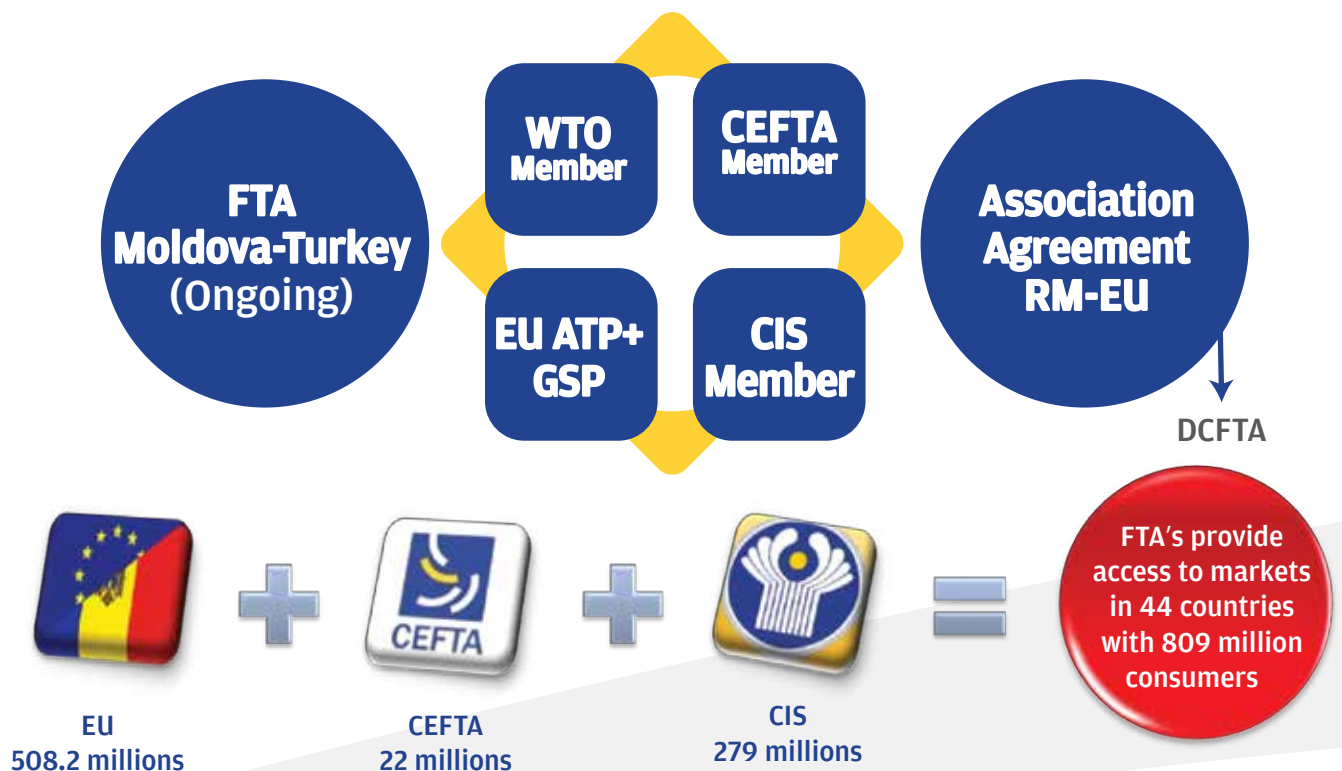 FTA
Moldova-Turkey
(Ongoing)
WTO
Member
CEFTA
Member
EU ATP+
GSP
CIS
Member
Association
Agreement
RM-EU
DCFTA
CEFTA
EU
508.2 millions
CEFTA
22 millions
CIS
279 millions
FTA's provide
access to markets
in 44 countries
with 809 million
consumers